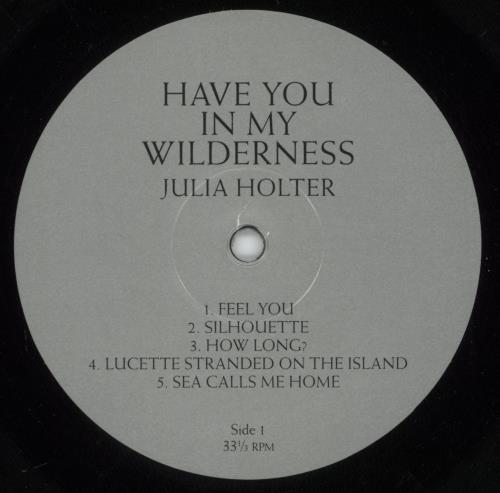 HAVE YOU
IN MY
WILDERNESS
JULIA HOLTER
1. FEEL YOU
2. SILHOUETTE
3. HOW LONG?
4. LUCETTE STRANDED ON THE ISLAND
5. SEA CALLS ME HOME
Side 1
33⅓ RPM